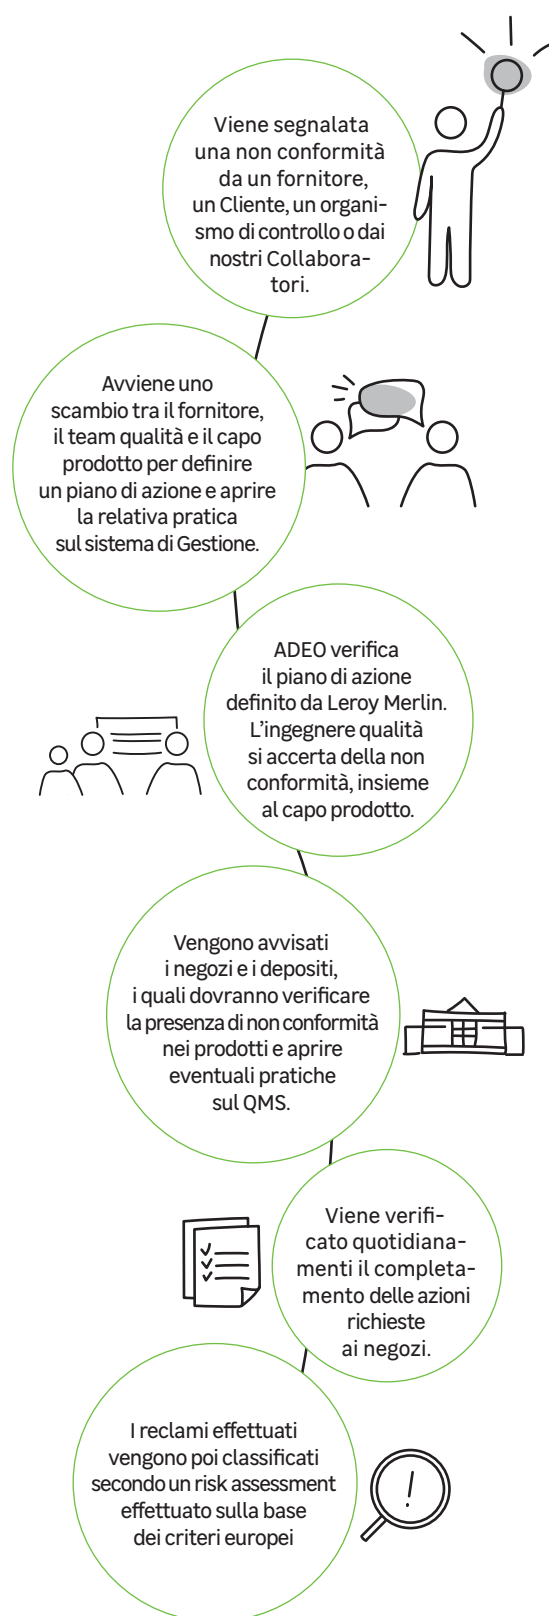 Viene segnalata
una non conformità
da un fornitore,
un Cliente, un organi-
smo di controllo o dai
nostri Collabora-
tori.
Avviene uno
scambio tra il fornitore,
il team qualità e il capo
prodotto per definire
un piano di azione e aprire
la relativa pratica
sul sistema di Gestione.
ADEO verifica
il piano di azione
definito da Leroy Merlin.
L’ingegnere qualità
si accerta della non
conformità, insieme
al capo prodotto.
Vengono avvisati
i negozi e i depositi,
i quali dovranno verificare
la presenza di non conformità
nei prodotti e aprire
eventuali pratiche
sul QMS.
Viene verifi-
cato quotidiana-
menti il completa-
mento delle azioni
richieste
ai negozi.
I reclami effettuati
vengono poi classificati
secondo un risk assessment
effettuato sulla base
dei criteri europei